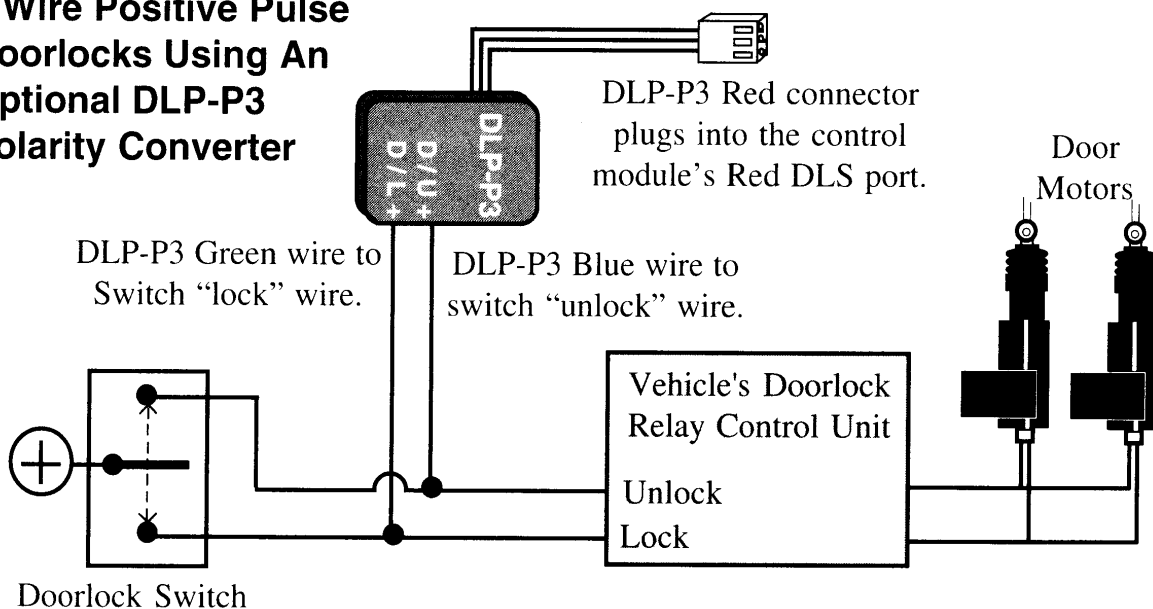 Wire Positive Pulse
oorlocks Using An
ptional DLP-P3
olarity Converter
DLP-P3
D/U+
D/L+
DLP-P3 Red connector
plugs into the control
module's Red DLS port.
Door
Motors
DLP-P3 Green wire to
Switch “lock” wire.
DLP-P3 Blue wire to
switch “unlock” wire.
Vehicle's Doorlock
Relay Control Unit
Unlock
Lock
Doorlock Switch